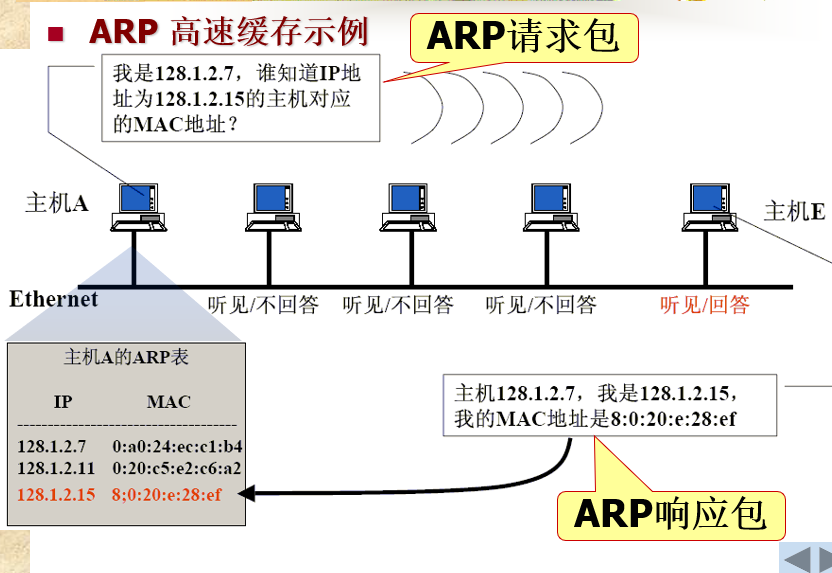 ARP 高速缓存示例
ARP请求包
我是128.1.2.7，谁知道IP地
址为128.1.2.15的主机对应
的MAC地址？
主机A
主机E
Ethernet
听见/不回答
听见/不回答
听见/不回答
听见/回答
主机A的ARP表
IP MAC
----------------------------------
128.1.2.7 0:a0:24:ec:c1:b4
128.1.2.11 0:20:c5:e2:c6:a2
128.1.2.15 8;0:20:e:28:ef
主机128.1.2.7，我是128.1.2.15，
我的MAC地址是8:0:20:e:28:ef
ARP响应包